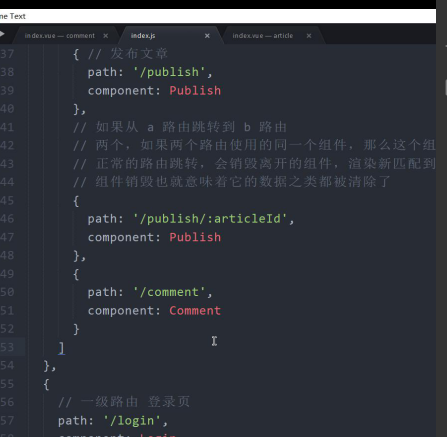 ne Text
index.vue — comment × index.js × index.vue — article ×
37 { // 发布文章
38 path: '/publish',
39 component: Publish
40 },
41 // 如果从 a 路由跳转到 b 路由
42 // 两个，如果两个路由使用的同一个组件，那么这个组
43 // 正常的路由跳转，会销毁离开的组件，渲染新匹配到
44 // 组件销毁也就意味着它的数据之类都被清除了
45 {
46 path: '/publish/:articleId',
47 component: Publish
48 },
49 {
50 path: '/comment',
51 component: Comment
52 }
53 ]
54 },
55 {
56 // 一级路由 登录页
57 path: '/login',